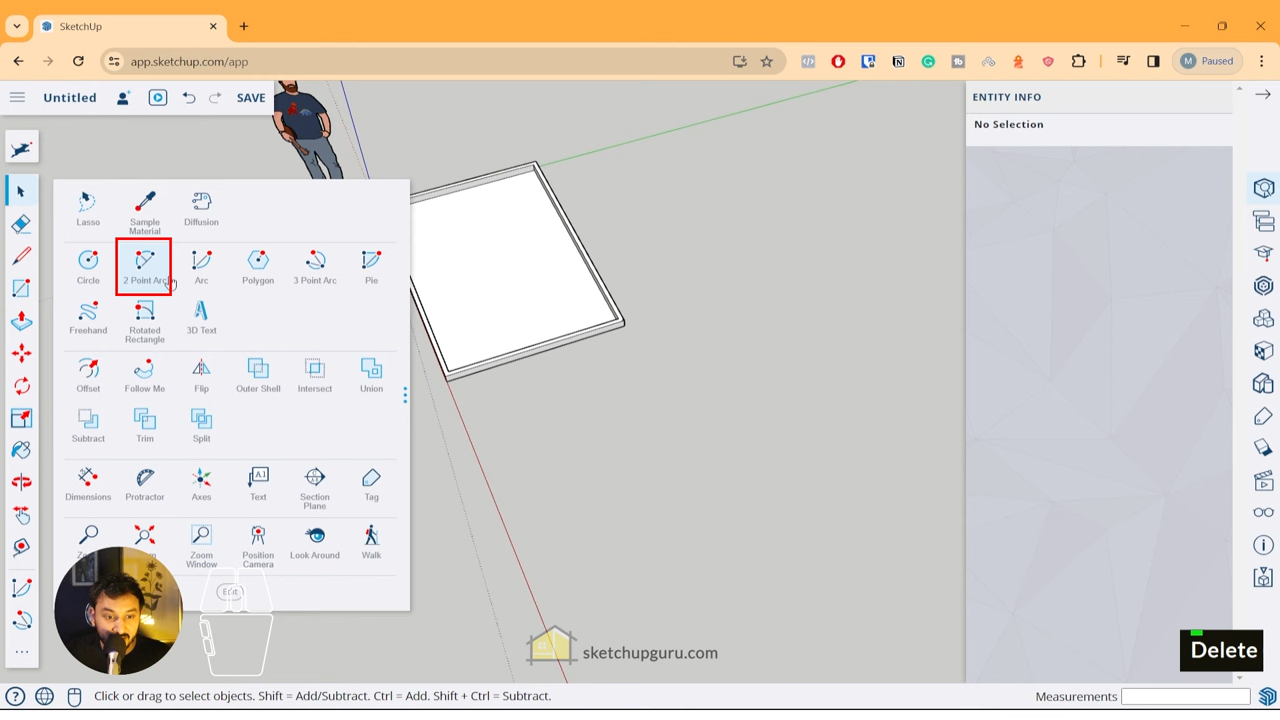 SketchUp
app.sketchup.com/app
M Paused
Untitled
SAVE
ENTITY INFO
No Selection
Lasso
Sample Material
Diffusion
Circle
2 Point Arc
Arc
Polygon
3 Point Arc
Pie
Freehand
Rotated Rectangle
3D Text
Offset
Follow Me
Flip
Outer Shell
Intersect
Union
Subtract
Trim
Split
Dimensions
Protractor
Axes
Text
Section Plane
Tag
Zoom Window
Position Camera
Look Around
Walk
Edit
sketchupguru.com
Delete
Click or drag to select objects. Shift = Add/Subtract. Ctrl = Add. Shift + Ctrl = Subtract.
Measurements